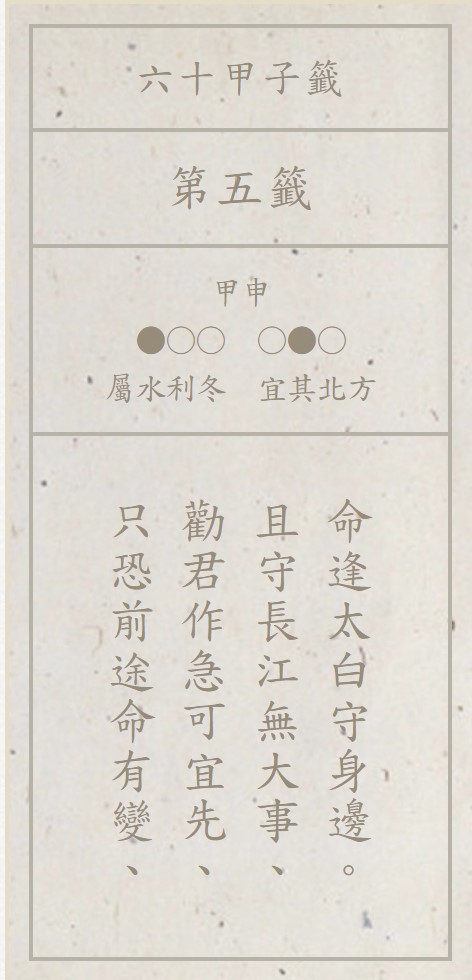 六十甲子籤
第五籤
甲申
●○○ ○●○
屬水利冬 宜其北方
只恐前途命有變、
勸君作急可宜先、
且守長江無大事、
命逢太白守身邊。